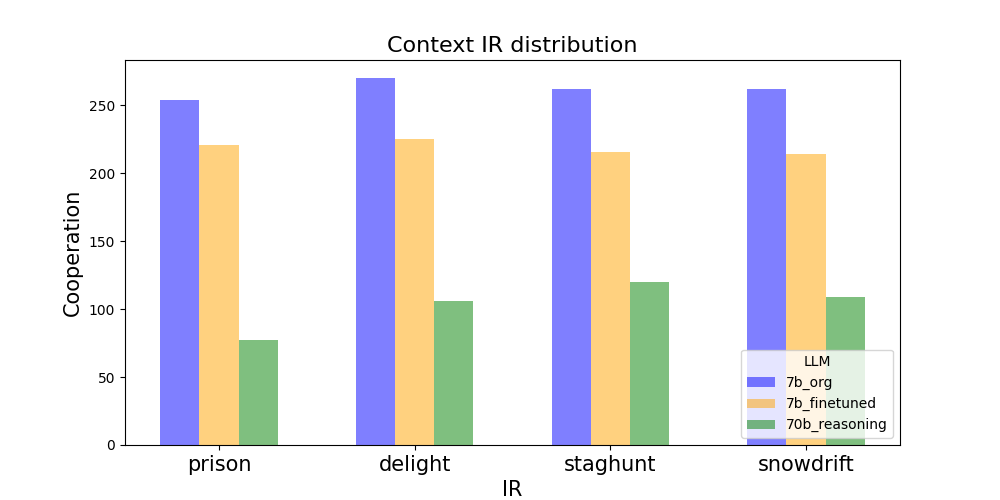 Context IR distribution
Cooperation
250
200
150
100
50
0
prison delight staghunt snowdrift
IR
LLM
7b_org
7b_finetuned
70b_reasoning